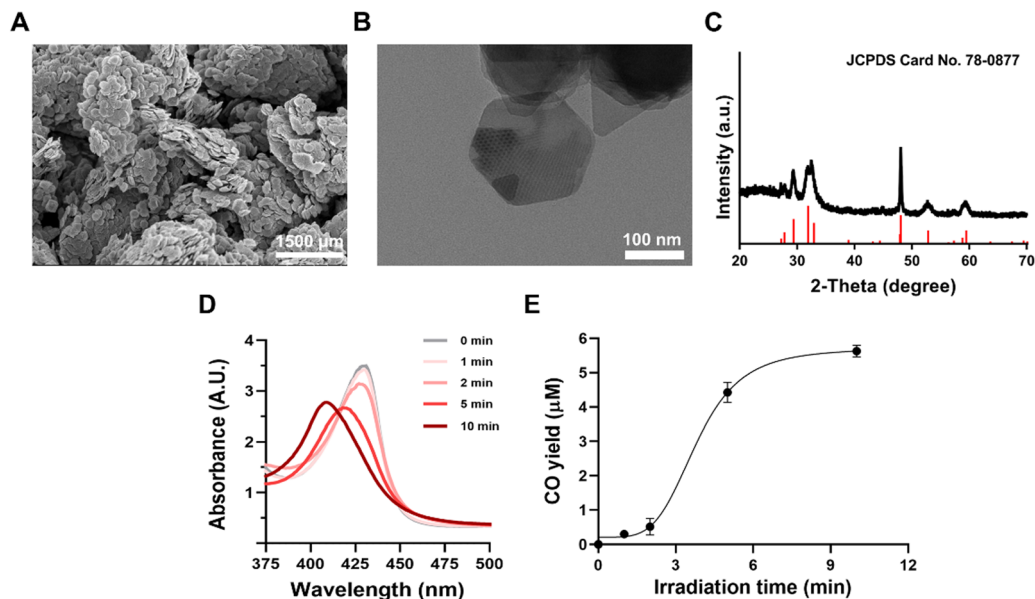 A
1500 µm
B
100 nm
C
JCPDS Card No. 78-0877
Intensity (a.u.)
20 30 40 50 60 70
2-Theta (degree)
D
Absorbance (A.U.)
4
3
2
1
0 min
1 min
2 min
5 min
10 min
375 400 425 450 475 500
Wavelength (nm)
E
CO yield (µM)
6
5
4
3
2
1
0
0 3 6 9 12
Irradiation time (min)